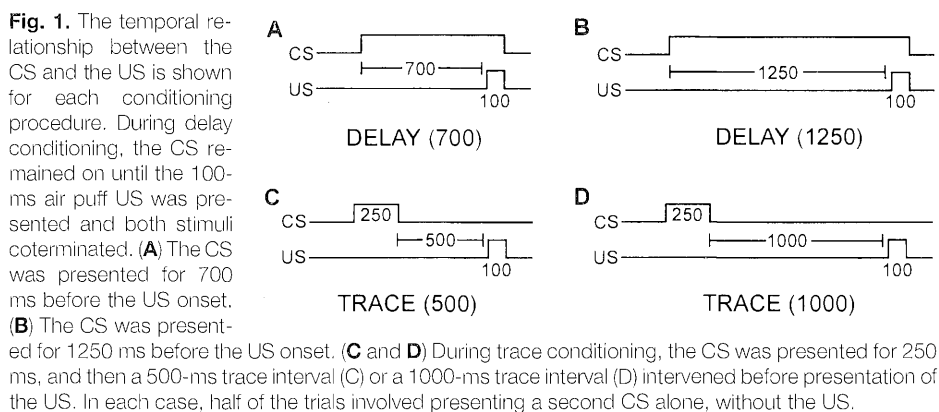 Fig. 1. The temporal re-
lationship between the
CS and the US is shown
for each conditioning
procedure. During delay
conditioning, the CS re-
mained on until the 100-
ms air puff US was pre-
sented and both stimuli
coterminated. (A) The CS
was presented for 700
ms before the US onset.
(B) The CS was present-
ed for 1250 ms before the US onset. (C and D) During trace conditioning, the CS was presented for 250
ms, and then a 500-ms trace interval (C) or a 1000-ms trace interval (D) intervened before presentation of
the US. In each case, half of the trials involved presenting a second CS alone, without the US.
A
CS
700
US
100
DELAY (700)
B
CS
1250
US
100
DELAY (1250)
C
CS 250
500
US
100
TRACE (500)
D
CS 250
1000
US
100
TRACE (1000)